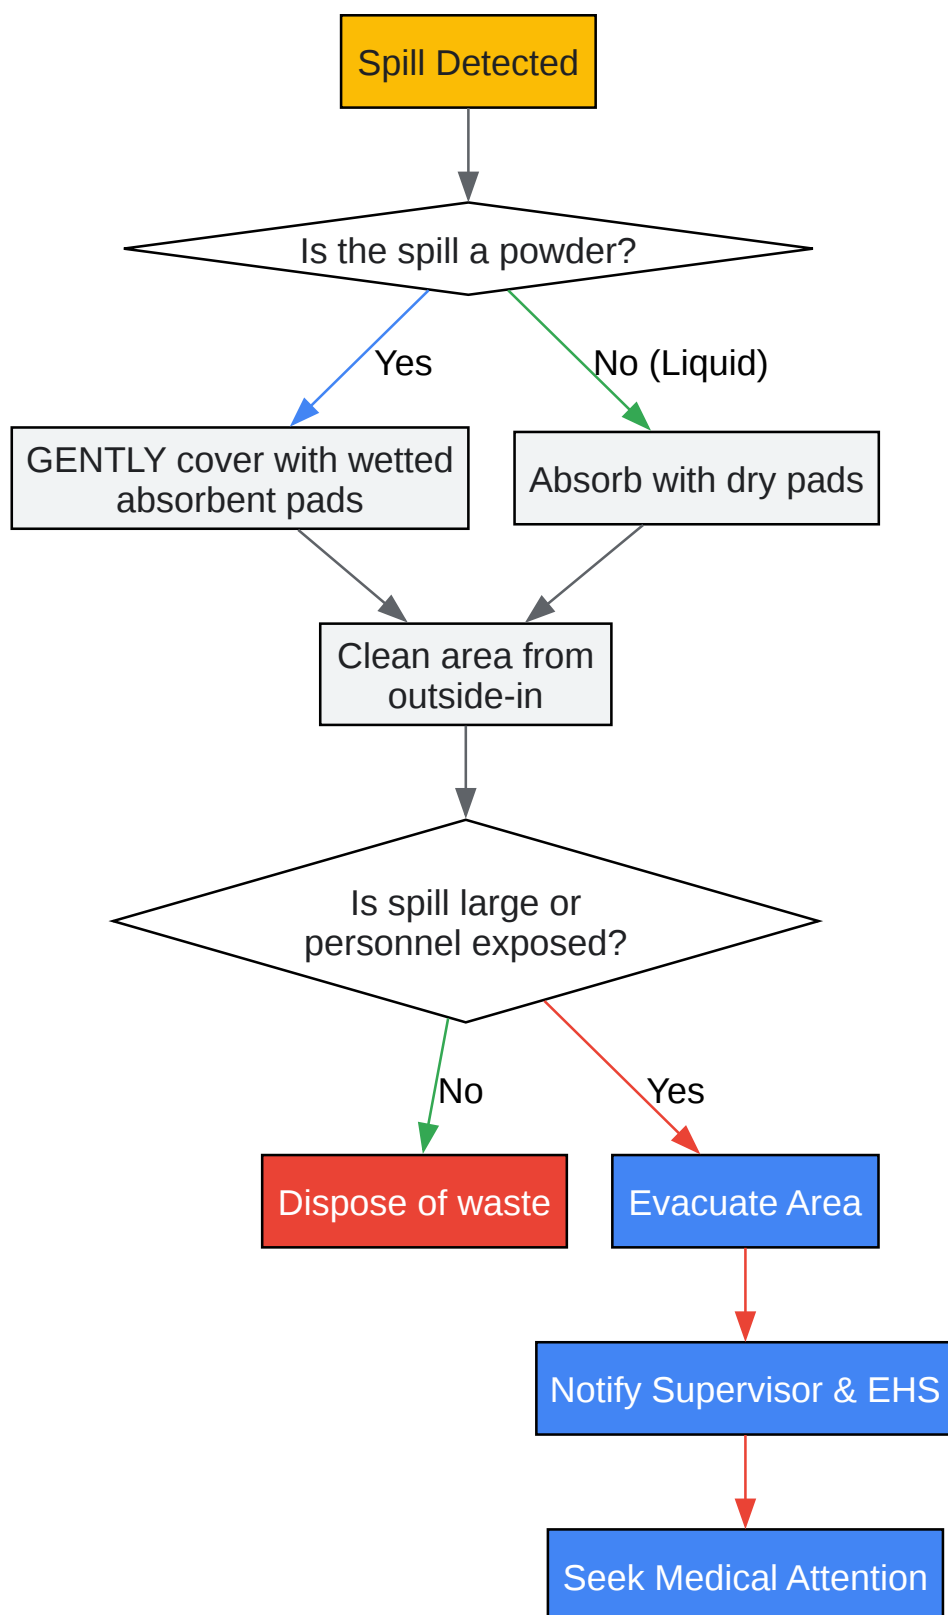 Spill Detected
Is the spill a powder?
Yes
No (Liquid)
GENTLY cover with wetted
absorbent pads
Absorb with dry pads
Clean area from
outside-in
Is spill large or
personnel exposed?
No
Yes
Dispose of waste
Evacuate Area
Notify Supervisor & EHS
Seek Medical Attention